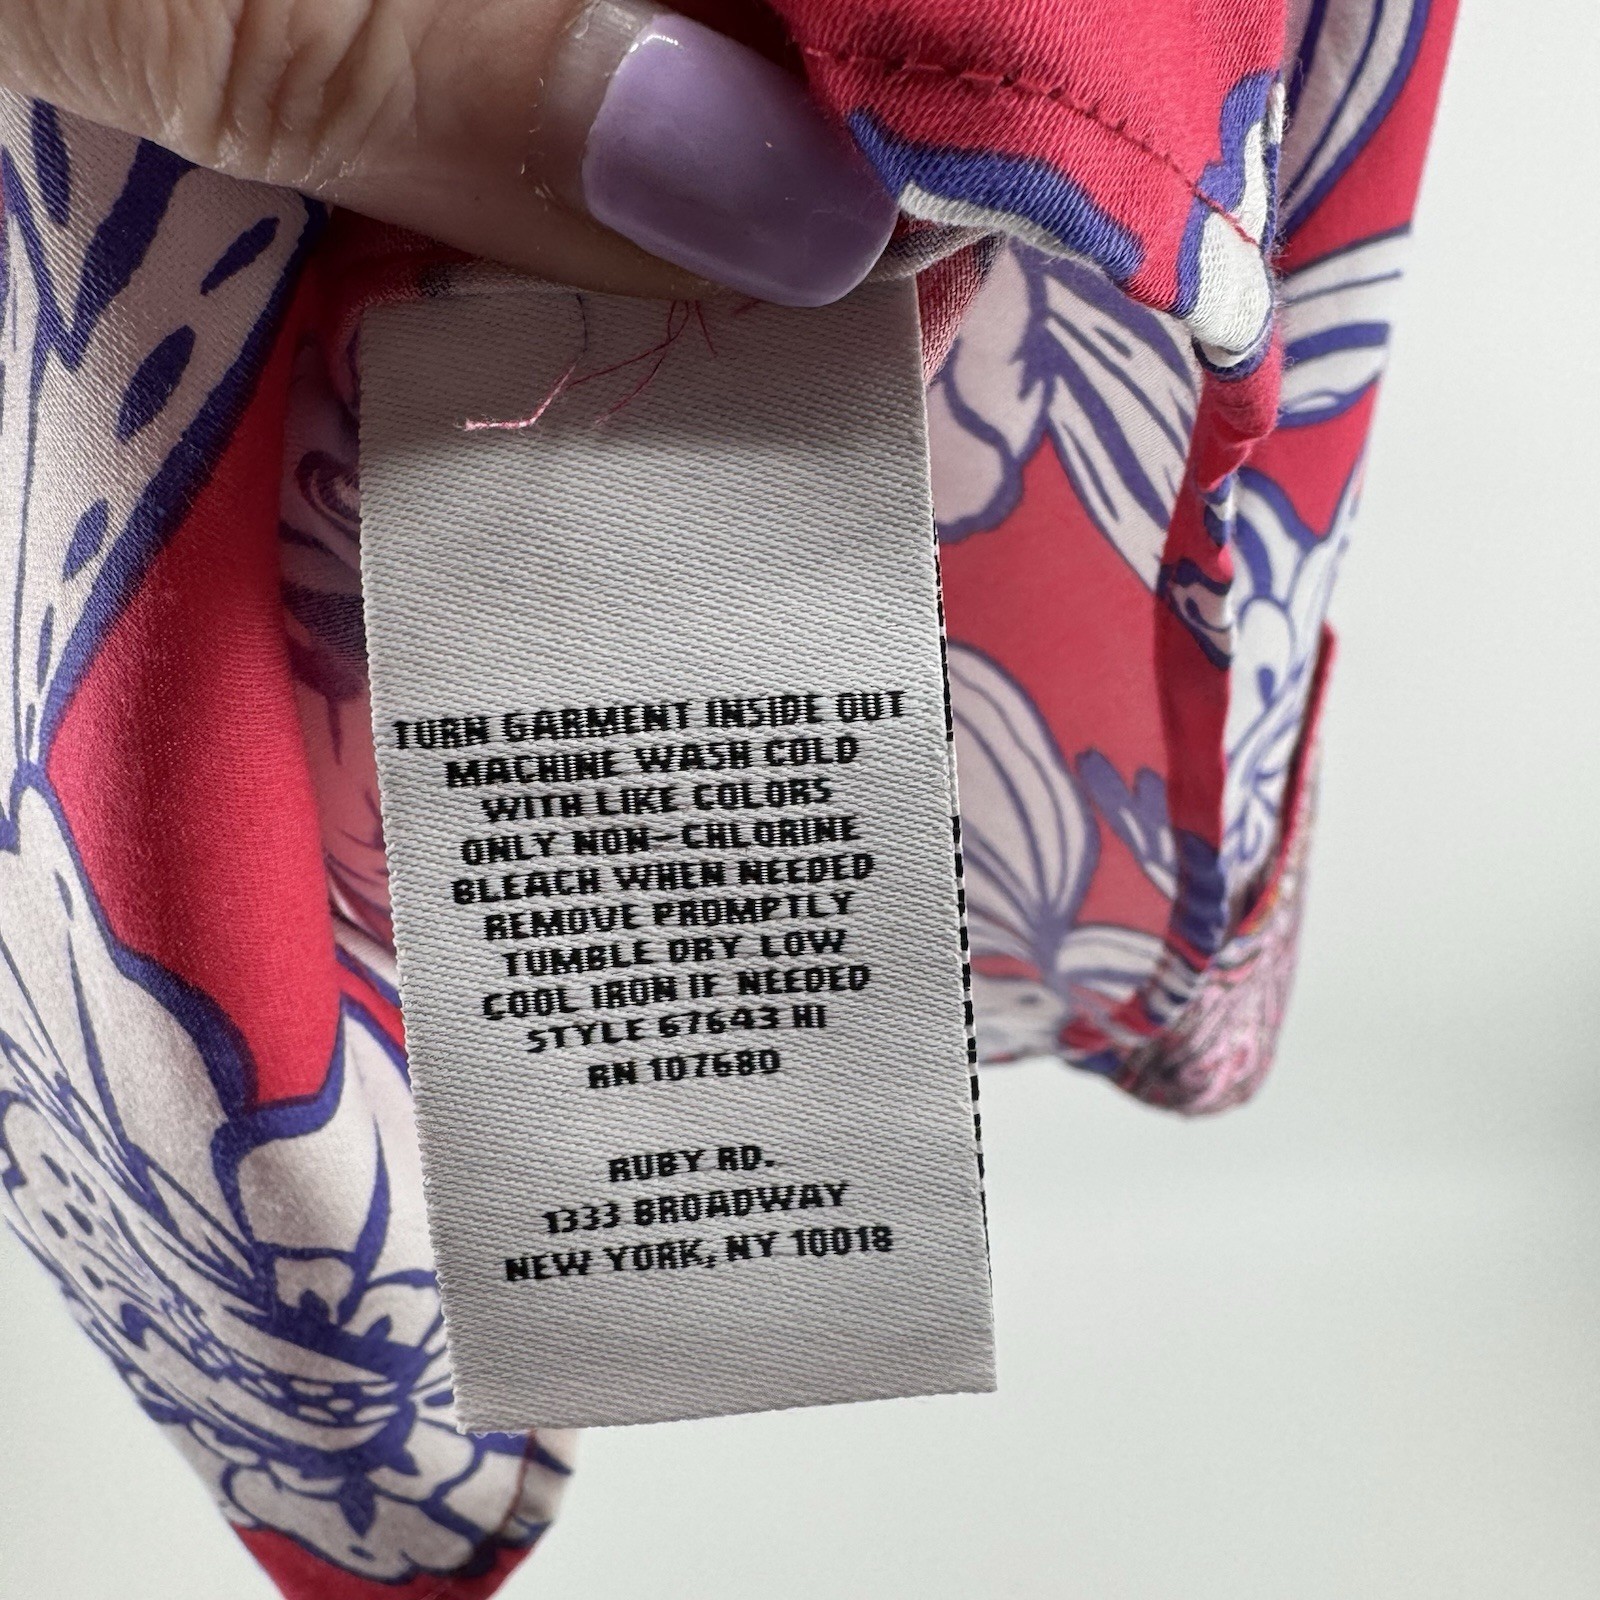 TURN GARMENT INSIDE OUT
MACHINE WASH COLD
WITH LIKE COLORS
ONLY NON-CHLORINE
BLEACH WHEN NEEDED
REMOVE PROMPTLY
TUMBLE DRY LOW
COOL IRON IF NEEDED
STYLE 67643 HI
RN 107680
RUBY RD.
1333 BROADWAY
NEW YORK, NY 10018